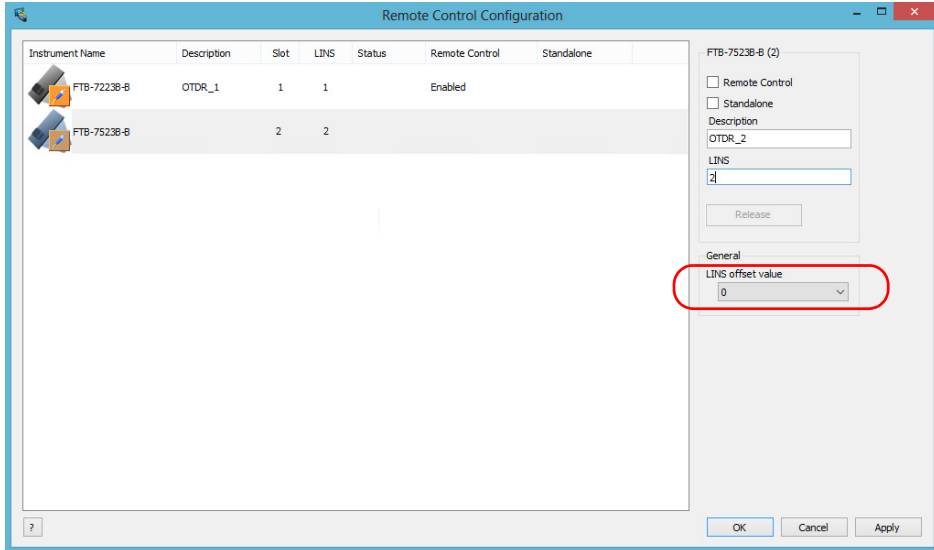 Remote Control Configuration
Instrument Name Description Slot LINS Status Remote Control Standalone
FTB-7223B-B OTDR_1 1 1 Enabled
FTB-7523B-B 2 2
FTB-7523B-B (2)
Remote Control
Standalone
Description
OTDR_2
LINS
2
Release
General
LINS offset value
0
? OK Cancel Apply